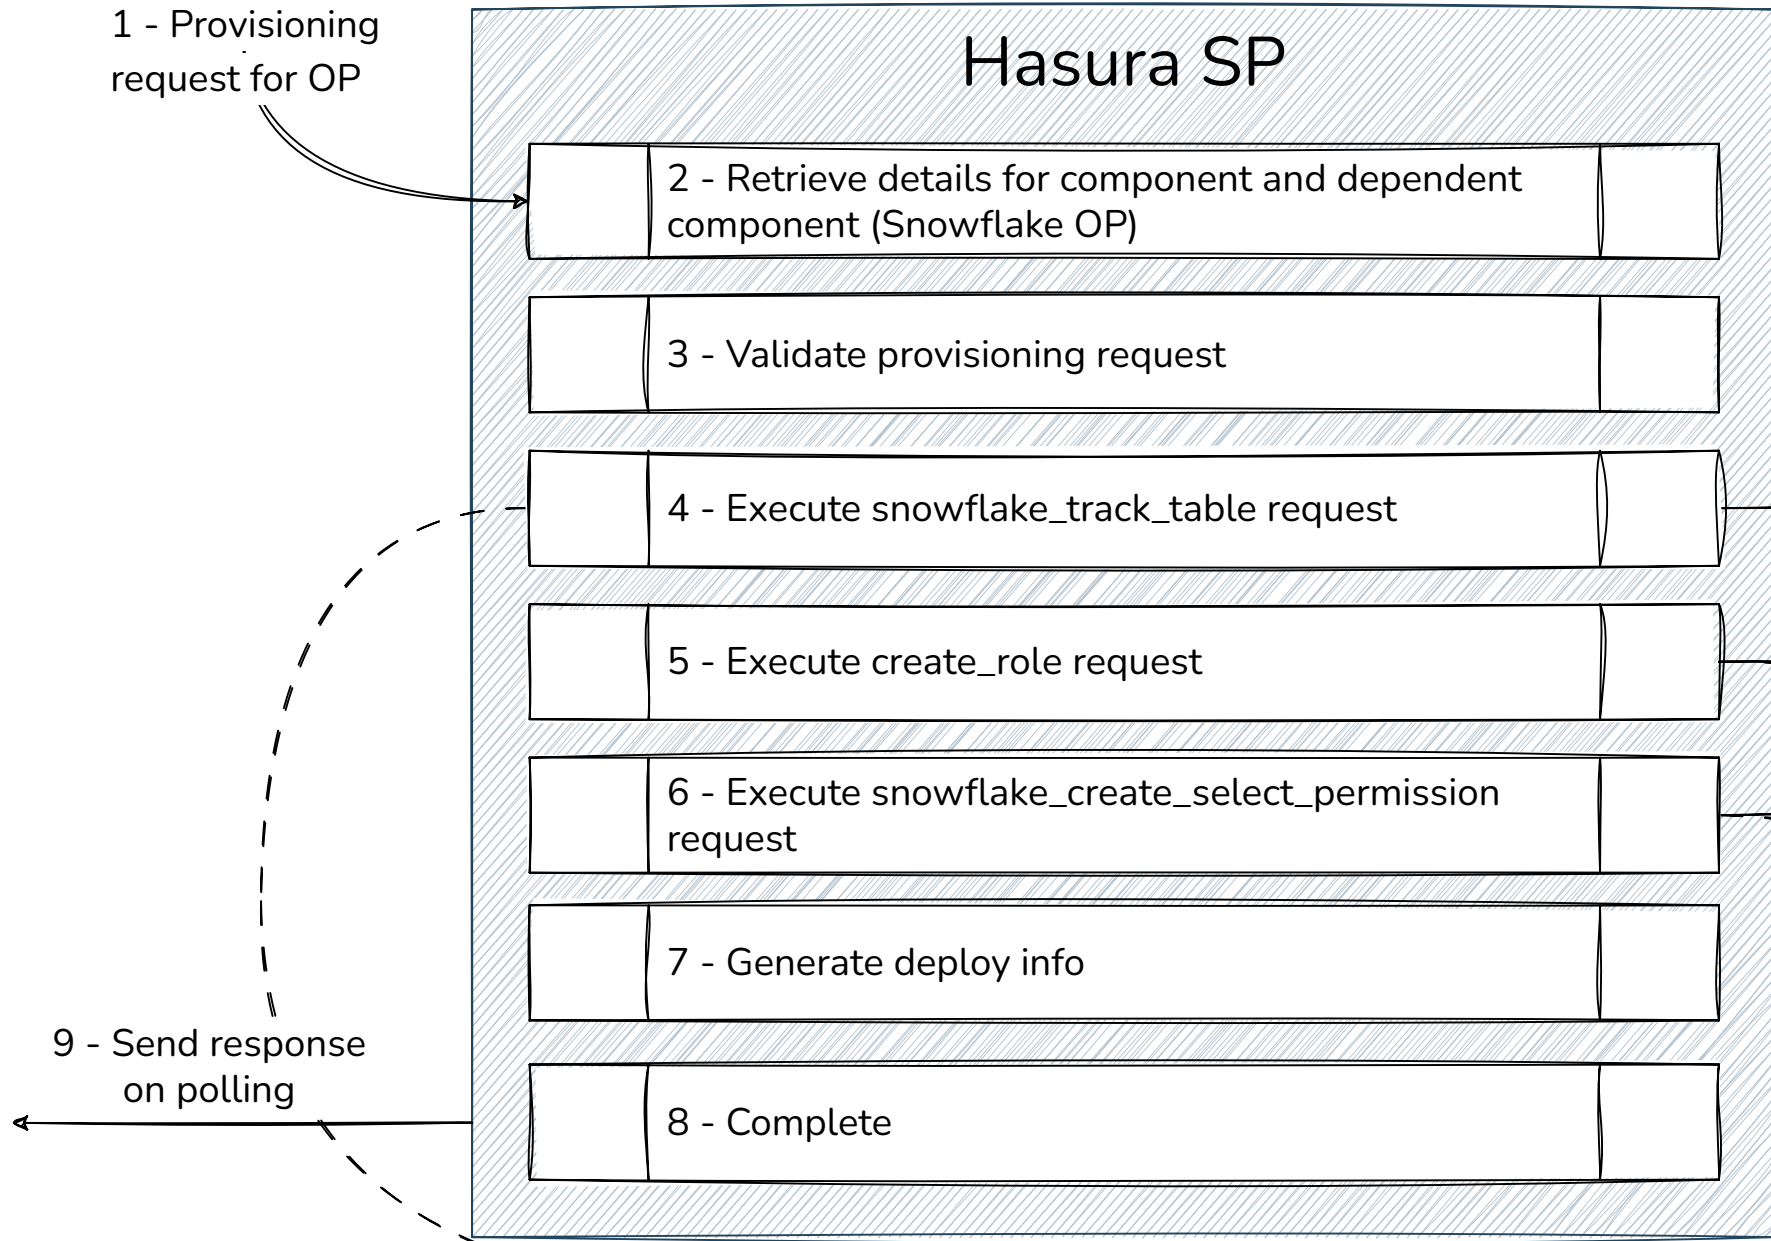 1 - Provisioning
request for OP
Hasura SP
2 - Retrieve details for component and dependent
component (Snowflake OP)
3 - Validate provisioning request
4 - Execute snowflake_track_table request
5 - Execute create_role request
6 - Execute snowflake_create_select_permission
request
7 - Generate deploy info
8 - Complete
9 - Send response
on polling